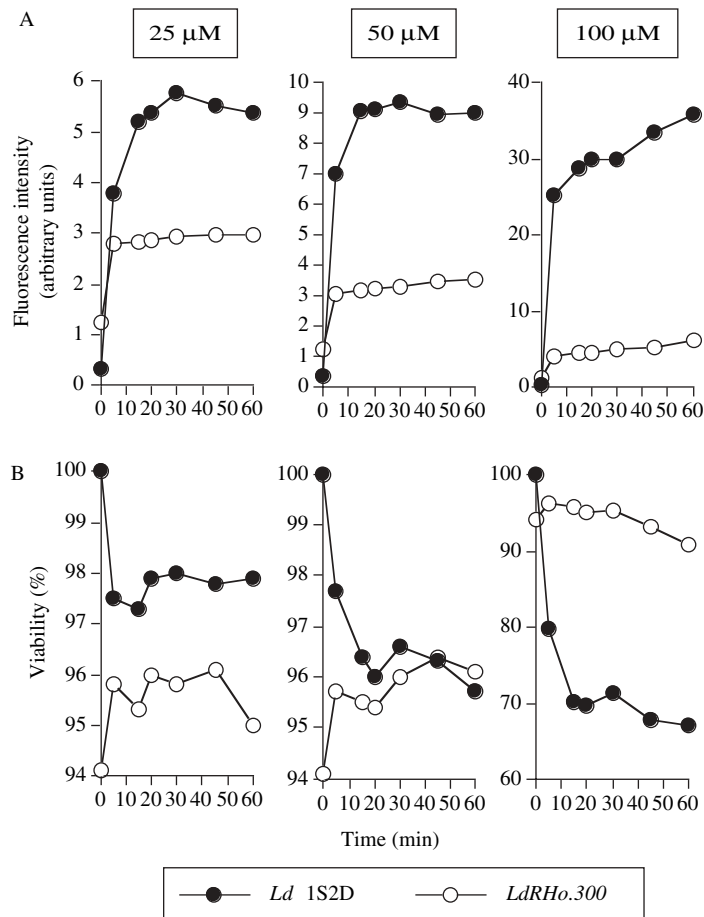 A
25 µM
50 µM
100 µM
Fluorescence intensity
(arbitrary units)
6
5
4
3
2
1
0
0 10 20 30 40 50 60
10
9
8
7
6
5
4
3
2
1
0
0 10 20 30 40 50 60
40
30
20
10
0
0 10 20 30 40 50 60
B
Viability (%)
100
99
98
97
96
95
94
0 10 20 30 40 50 60
100
99
98
97
96
95
94
0 10 20 30 40 50 60
100
90
80
70
60
0 10 20 30 40 50 60
Time (min)
Ld 1S2D
LdRHo.300